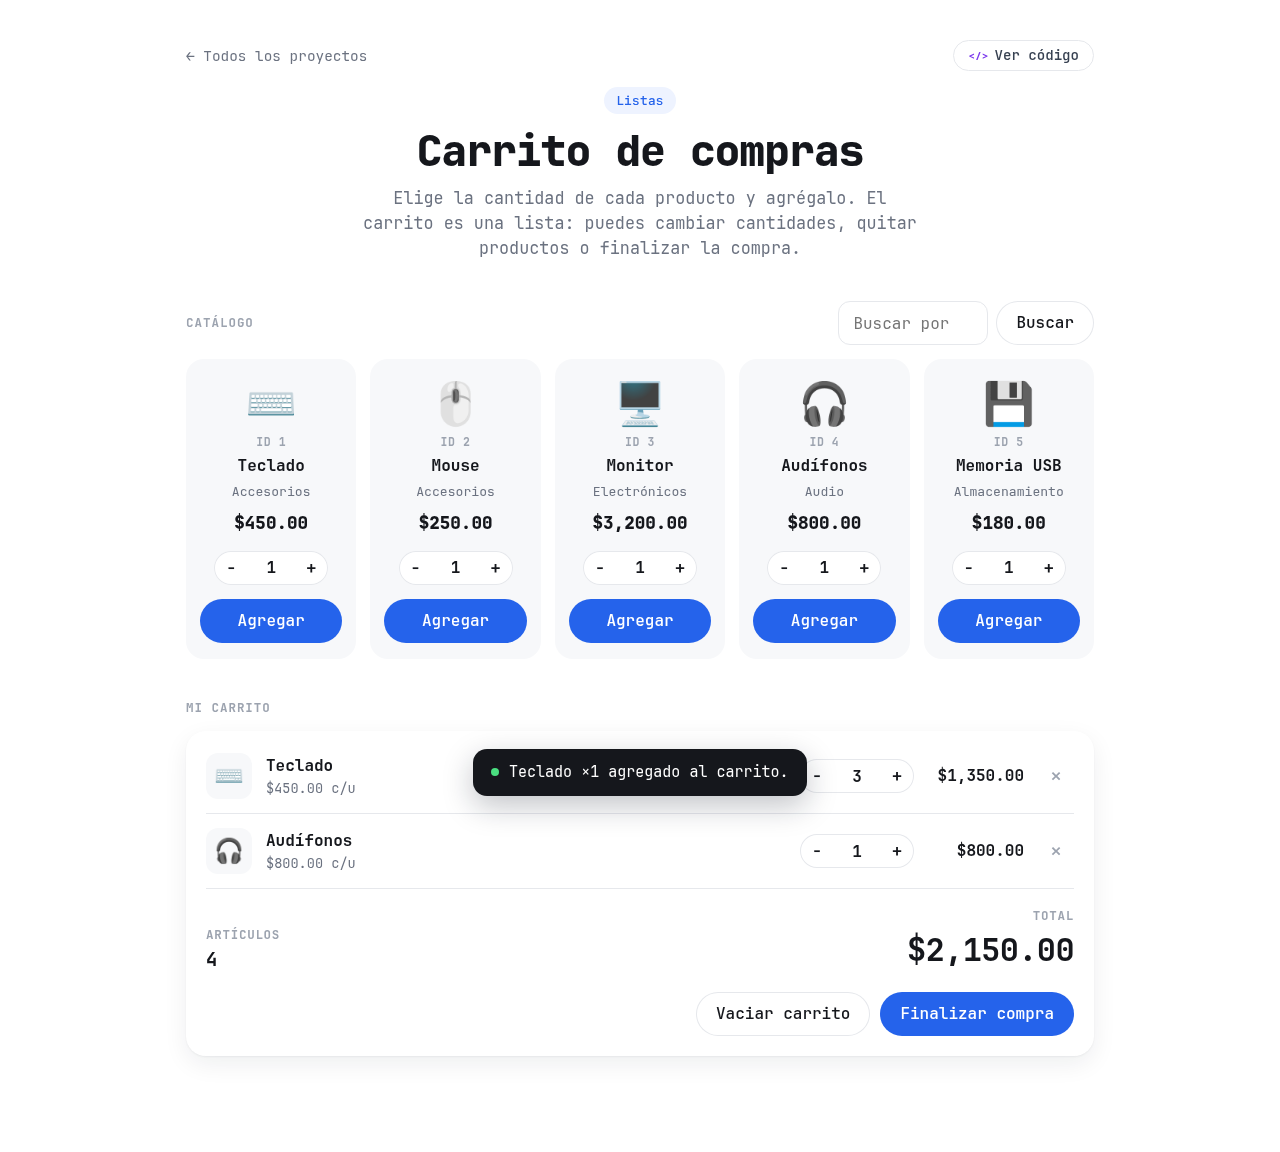 ← Todos los proyectos
</> Ver código
Listas
Carrito de compras
Elige la cantidad de cada producto y agrégalo. El
carrito es una lista: puedes cambiar cantidades, quitar
productos o finalizar la compra.
CATÁLOGO
Buscar por
Buscar
ID 1
Teclado
Accesorios
$450.00
- 1 +
Agregar
ID 2
Mouse
Accesorios
$250.00
- 1 +
Agregar
ID 3
Monitor
Electrónicos
$3,200.00
- 1 +
Agregar
ID 4
Audífonos
Audio
$800.00
- 1 +
Agregar
ID 5
Memoria USB
Almacenamiento
$180.00
- 1 +
Agregar
MI CARRITO
Teclado
$450.00 c/u
Teclado ×1 agregado al carrito.
- 3 +
$1,350.00
×
Audífonos
$800.00 c/u
- 1 +
$800.00
×
ARTÍCULOS
4
TOTAL
$2,150.00
Vaciar carrito
Finalizar compra